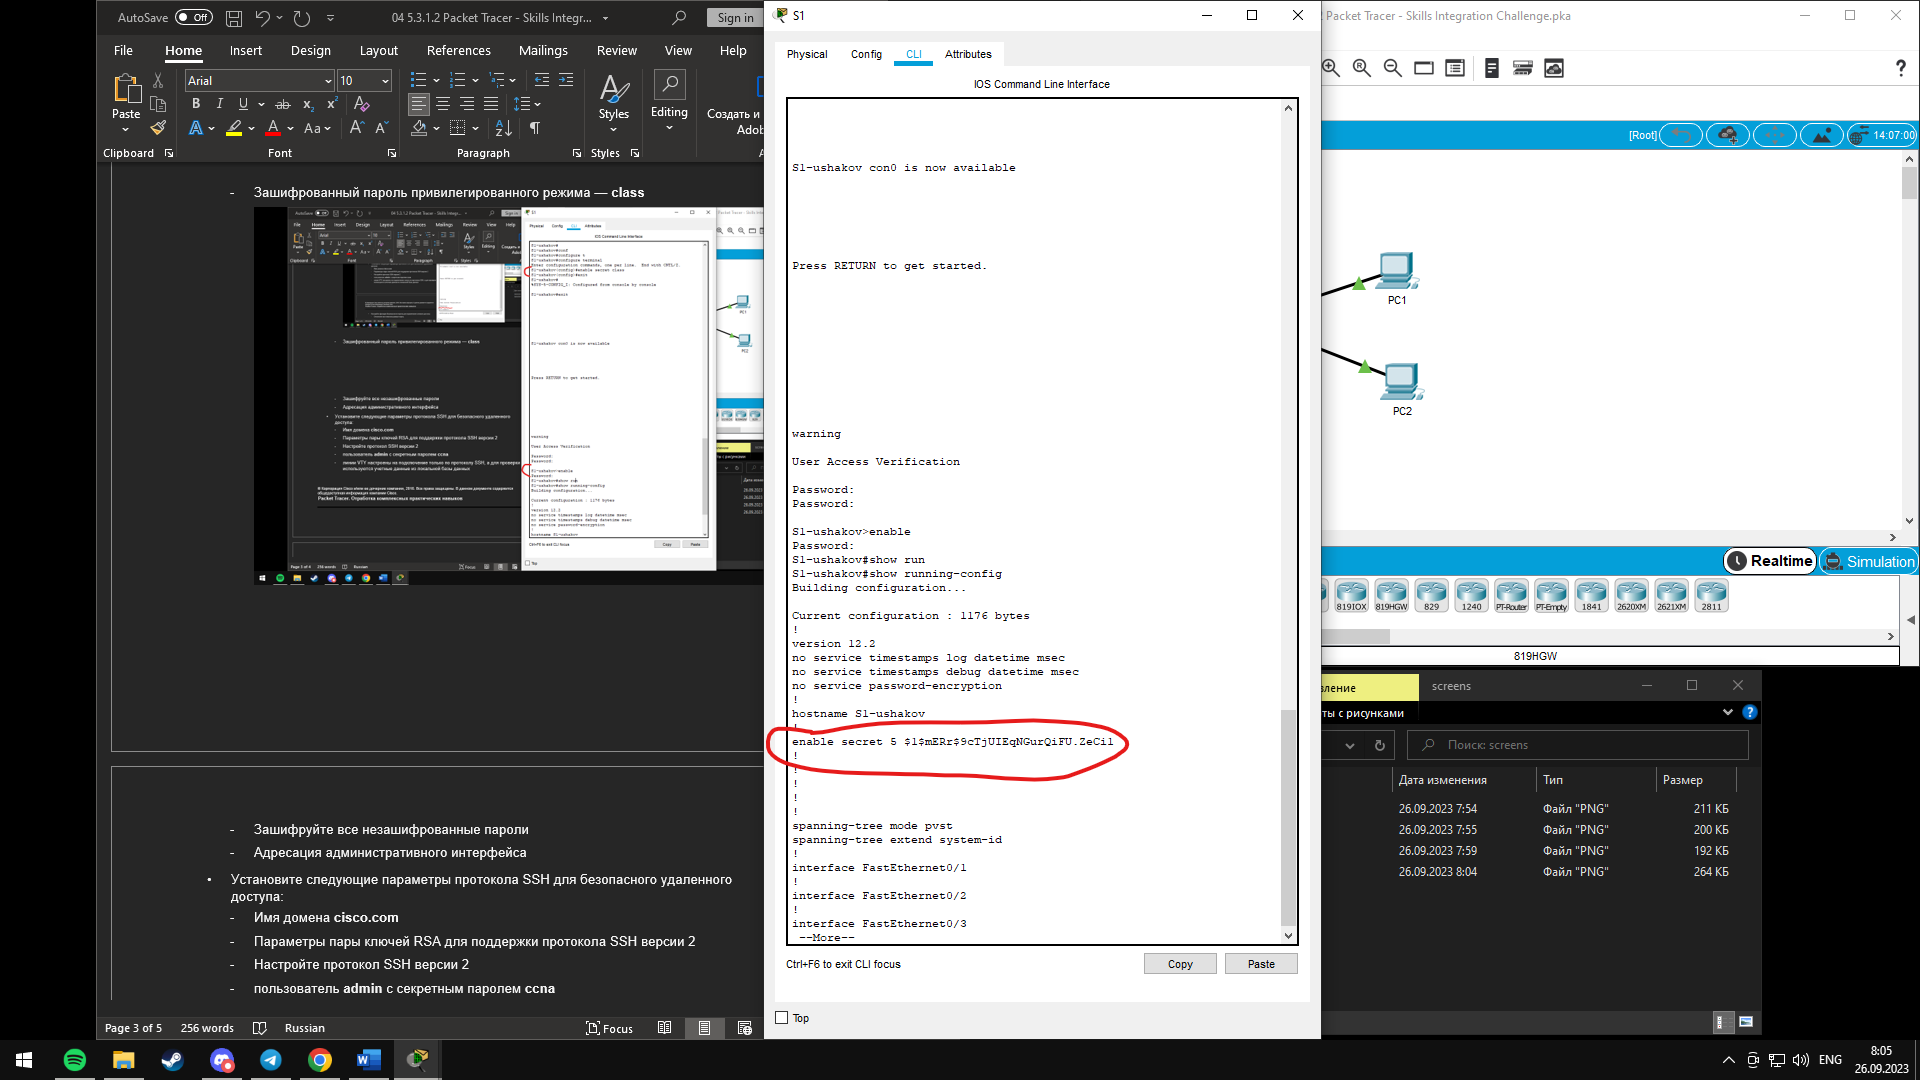 AutoSave Off 04 5.3.1.2 Packet Tracer - Skills Integr... Sign in
File Home Insert Design Layout References Mailings Review View Help
Paste Arial 10 Styles Editing Создать и
Adob
Clipboard Font Paragraph Styles
- Зашифрованный пароль привилегированного режима — class
- Зашифруйте все незашифрованные пароли
- Адресация административного интерфейса
• Установите следующие параметры протокола SSH для безопасного удаленного
доступа:
- Имя домена cisco.com
- Параметры пары ключей RSA для поддержки протокола SSH версии 2
- Настройте протокол SSH версии 2
- пользователь admin с секретным паролем ccna
Page 3 of 5 256 words Russian Focus
S1
Physical Config CLI Attributes
IOS Command Line Interface
S1-ushakov con0 is now available
Press RETURN to get started.
warning
User Access Verification
Password:
Password:
S1-ushakov>enable
Password:
S1-ushakov#show run
S1-ushakov#show running-config
Building configuration...
Current configuration : 1176 bytes
!
version 12.2
no service timestamps log datetime msec
no service timestamps debug datetime msec
no service password-encryption
!
hostname S1-ushakov
!
enable secret 5 $1$mERr$9cTjUIEqNGurQiFU.ZeCi1
!
!
!
!
!
spanning-tree mode pvst
spanning-tree extend system-id
!
interface FastEthernet0/1
!
interface FastEthernet0/2
!
interface FastEthernet0/3
--More--
Ctrl+F6 to exit CLI focus Copy Paste
Top
Packet Tracer - Skills Integration Challenge.pka
[Root] 14:07:00
PC1
PC2
Realtime Simulation
819IOX 819HGW 829 1240 PT-Router PT-Empty 1841 2620XM 2621XM 2811
819HGW
screens
ты с рисунками
Поиск: screens
Дата изменения Тип Размер
26.09.2023 7:54 Файл "PNG" 211 КБ
26.09.2023 7:55 Файл "PNG" 200 КБ
26.09.2023 7:59 Файл "PNG" 192 КБ
26.09.2023 8:04 Файл "PNG" 264 КБ
ENG 8:05
26.09.2023